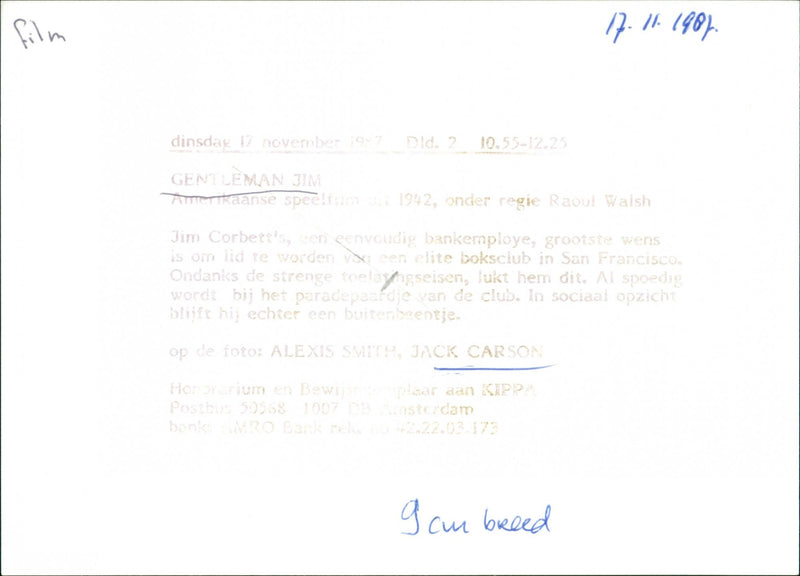 film
17.11.1987.
dinsdag 17 november 1987 Dld. 2 10.55-12.25
GENTLEMAN JIM
Amerikaanse speelfilm uit 1942, onder regie Raoul Walsh
Jim Corbett's, een eenvoudig bankemploye, grootste wens
is om lid te worden van een elite boksclub in San Francisco.
Ondanks de strenge toelatingseisen, lukt hem dit. Al spoedig
wordt hij het paradepaardje van de club. In sociaal opzicht
blijft hij echter een buitenbeentje.
op de foto: ALEXIS SMITH, JACK CARSON
Honorarium en Bewijsexemplaar aan KIPPA
Postbus 50568 1007 DB Amsterdam
bank: AMRO Bank rek. no 42.22.03.173
9 cm breed